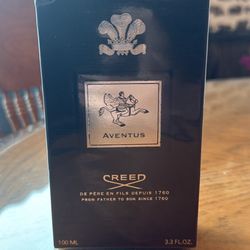 AVENTUS
CREED
DE PÈRE EN FILS DEPUIS 1760
FROM FATHER TO SON SINCE 1760
100 ML 3.3 FL.OZ.